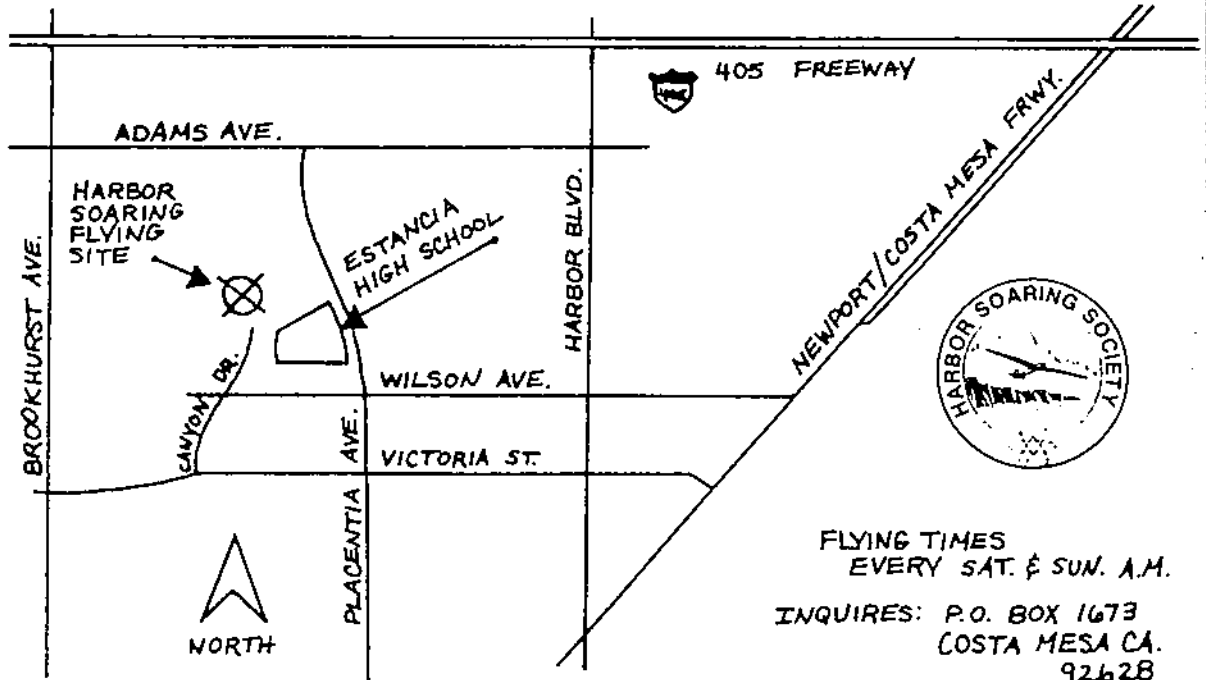 405 FREEWAY
ADAMS AVE.
HARBOR
SOARING
FLYING
SITE
ESTANCIA
HIGH SCHOOL
BROOKHURST AVE.
HARBOR BLVD.
NEWPORT/COSTA MESA FRWY.
CANYON DR.
WILSON AVE.
PLACENTIA AVE.
VICTORIA ST.
NORTH
HARBOR SOARING SOCIETY
FLYING TIMES
EVERY SAT. & SUN. A.M.
INQUIRES: P.O. BOX 1673
COSTA MESA CA.
92628